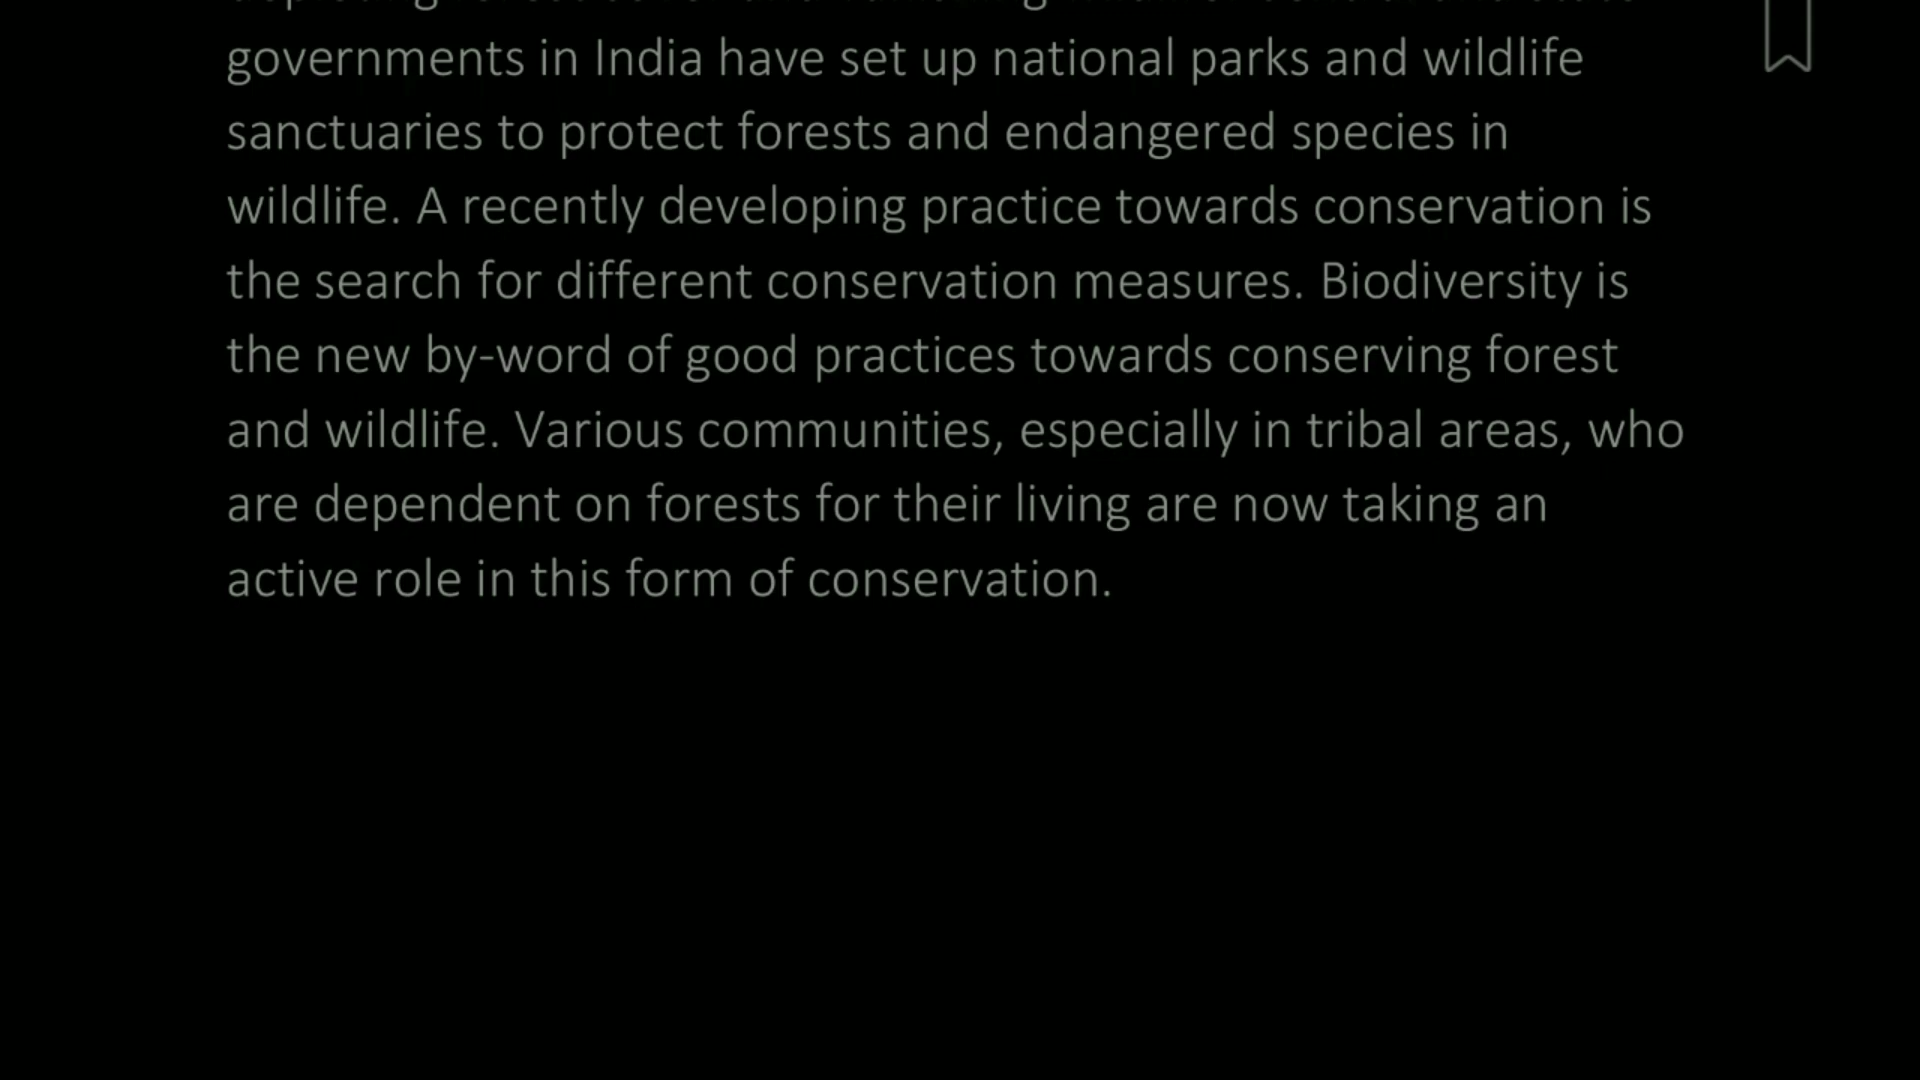 governments in India have set up national parks and wildlife
sanctuaries to protect forests and endangered species in
wildlife. A recently developing practice towards conservation is
the search for different conservation measures. Biodiversity is
the new by-word of good practices towards conserving forest
and wildlife. Various communities, especially in tribal areas, who
are dependent on forests for their living are now taking an
active role in this form of conservation.